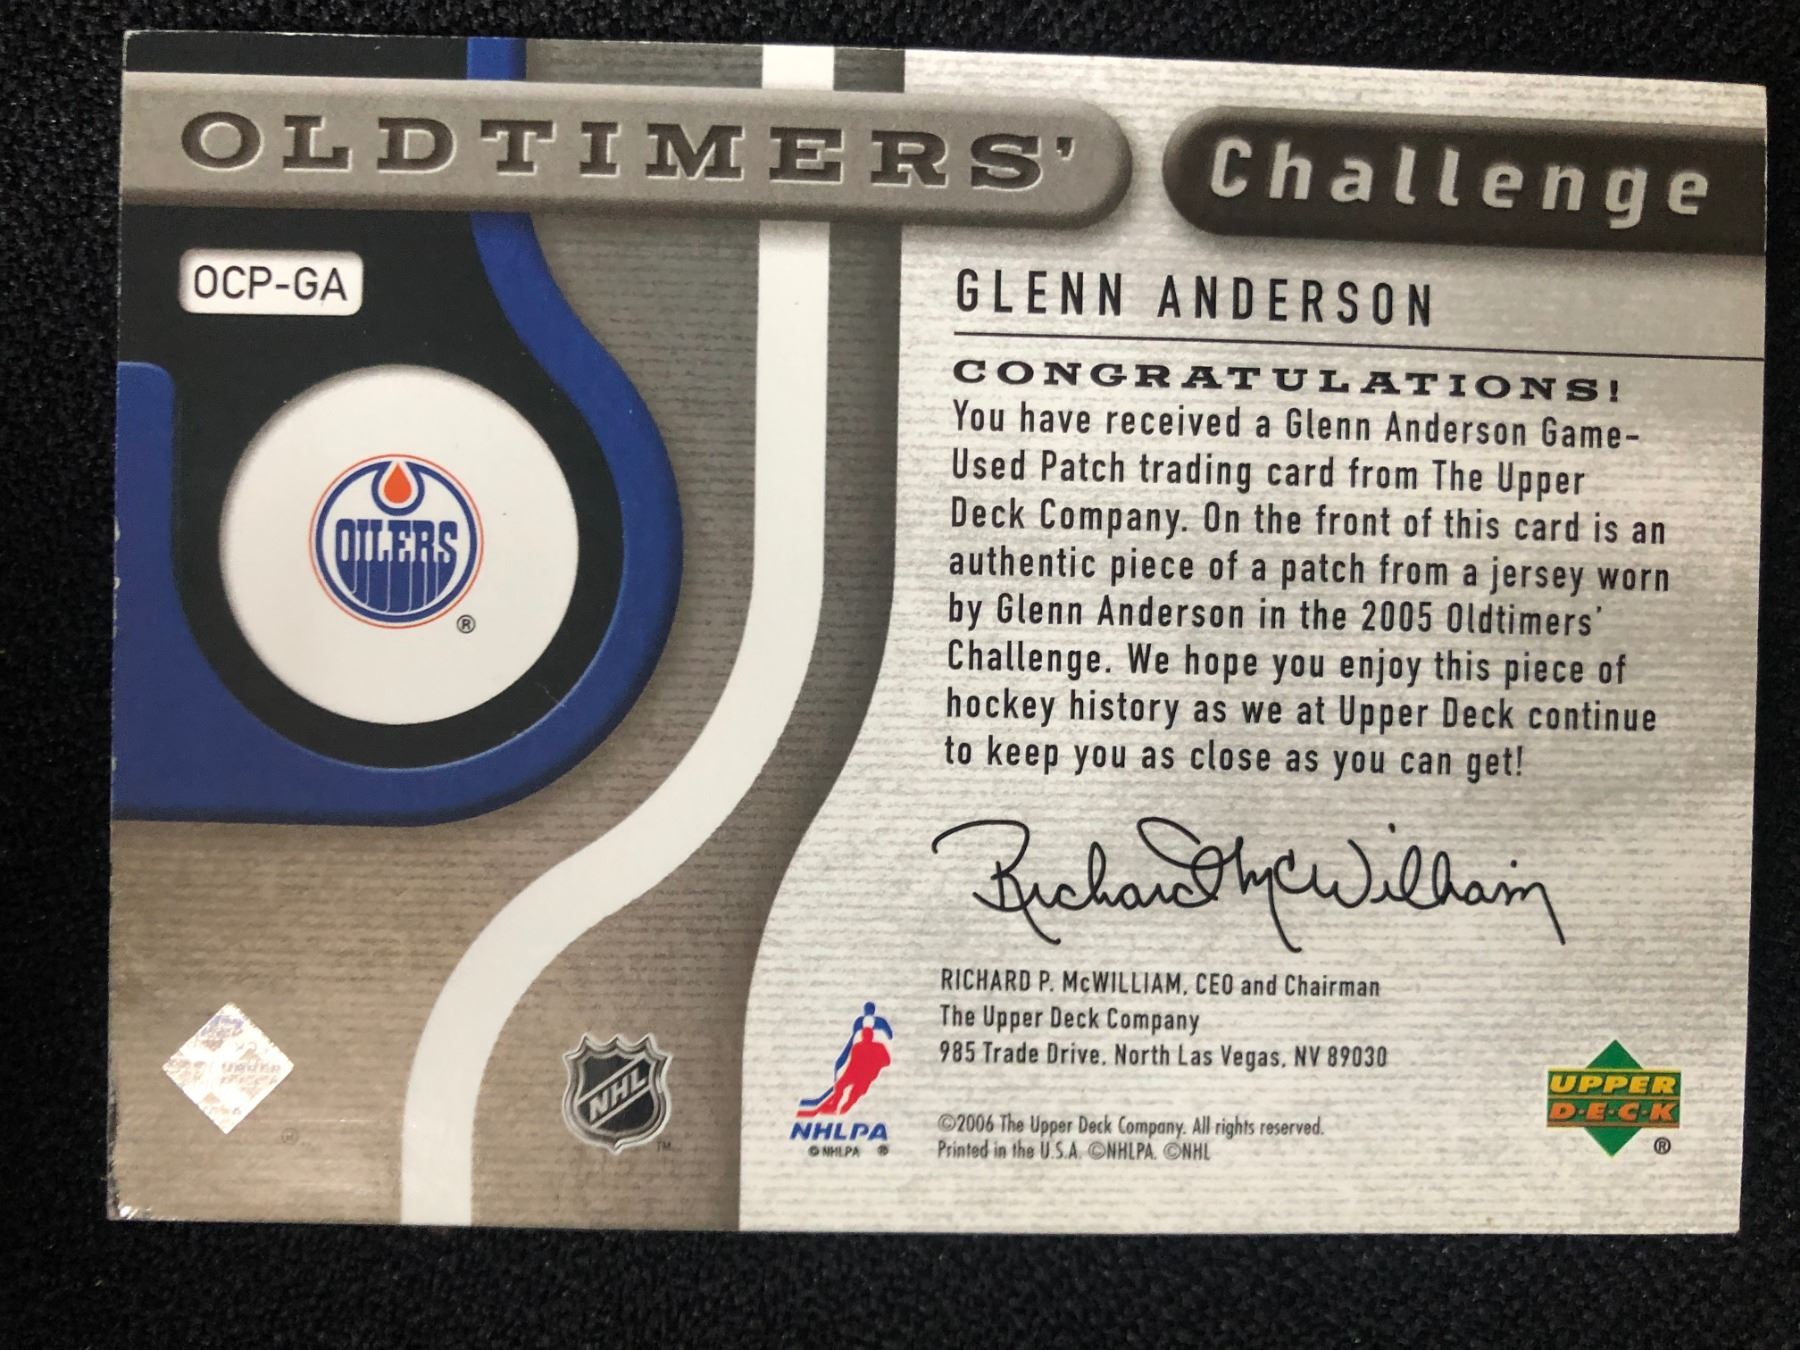 OLDTIMERS' Challenge
OCP-GA
OILERS
®
GLENN ANDERSON
CONGRATULATIONS!
You have received a Glenn Anderson Game-
Used Patch trading card from The Upper
Deck Company. On the front of this card is an
authentic piece of a patch from a jersey worn
by Glenn Anderson in the 2005 Oldtimers'
Challenge. We hope you enjoy this piece of
hockey history as we at Upper Deck continue
to keep you as close as you can get!
Richard McWilliam
RICHARD P. McWILLIAM, CEO and Chairman
The Upper Deck Company
985 Trade Drive, North Las Vegas, NV 89030
©2006 The Upper Deck Company. All rights reserved.
Printed in the U.S.A. ©NHLPA. ©NHL
®
NHL
TM
NHLPA
© NHLPA ®
UPPER
D·E·C·K
®